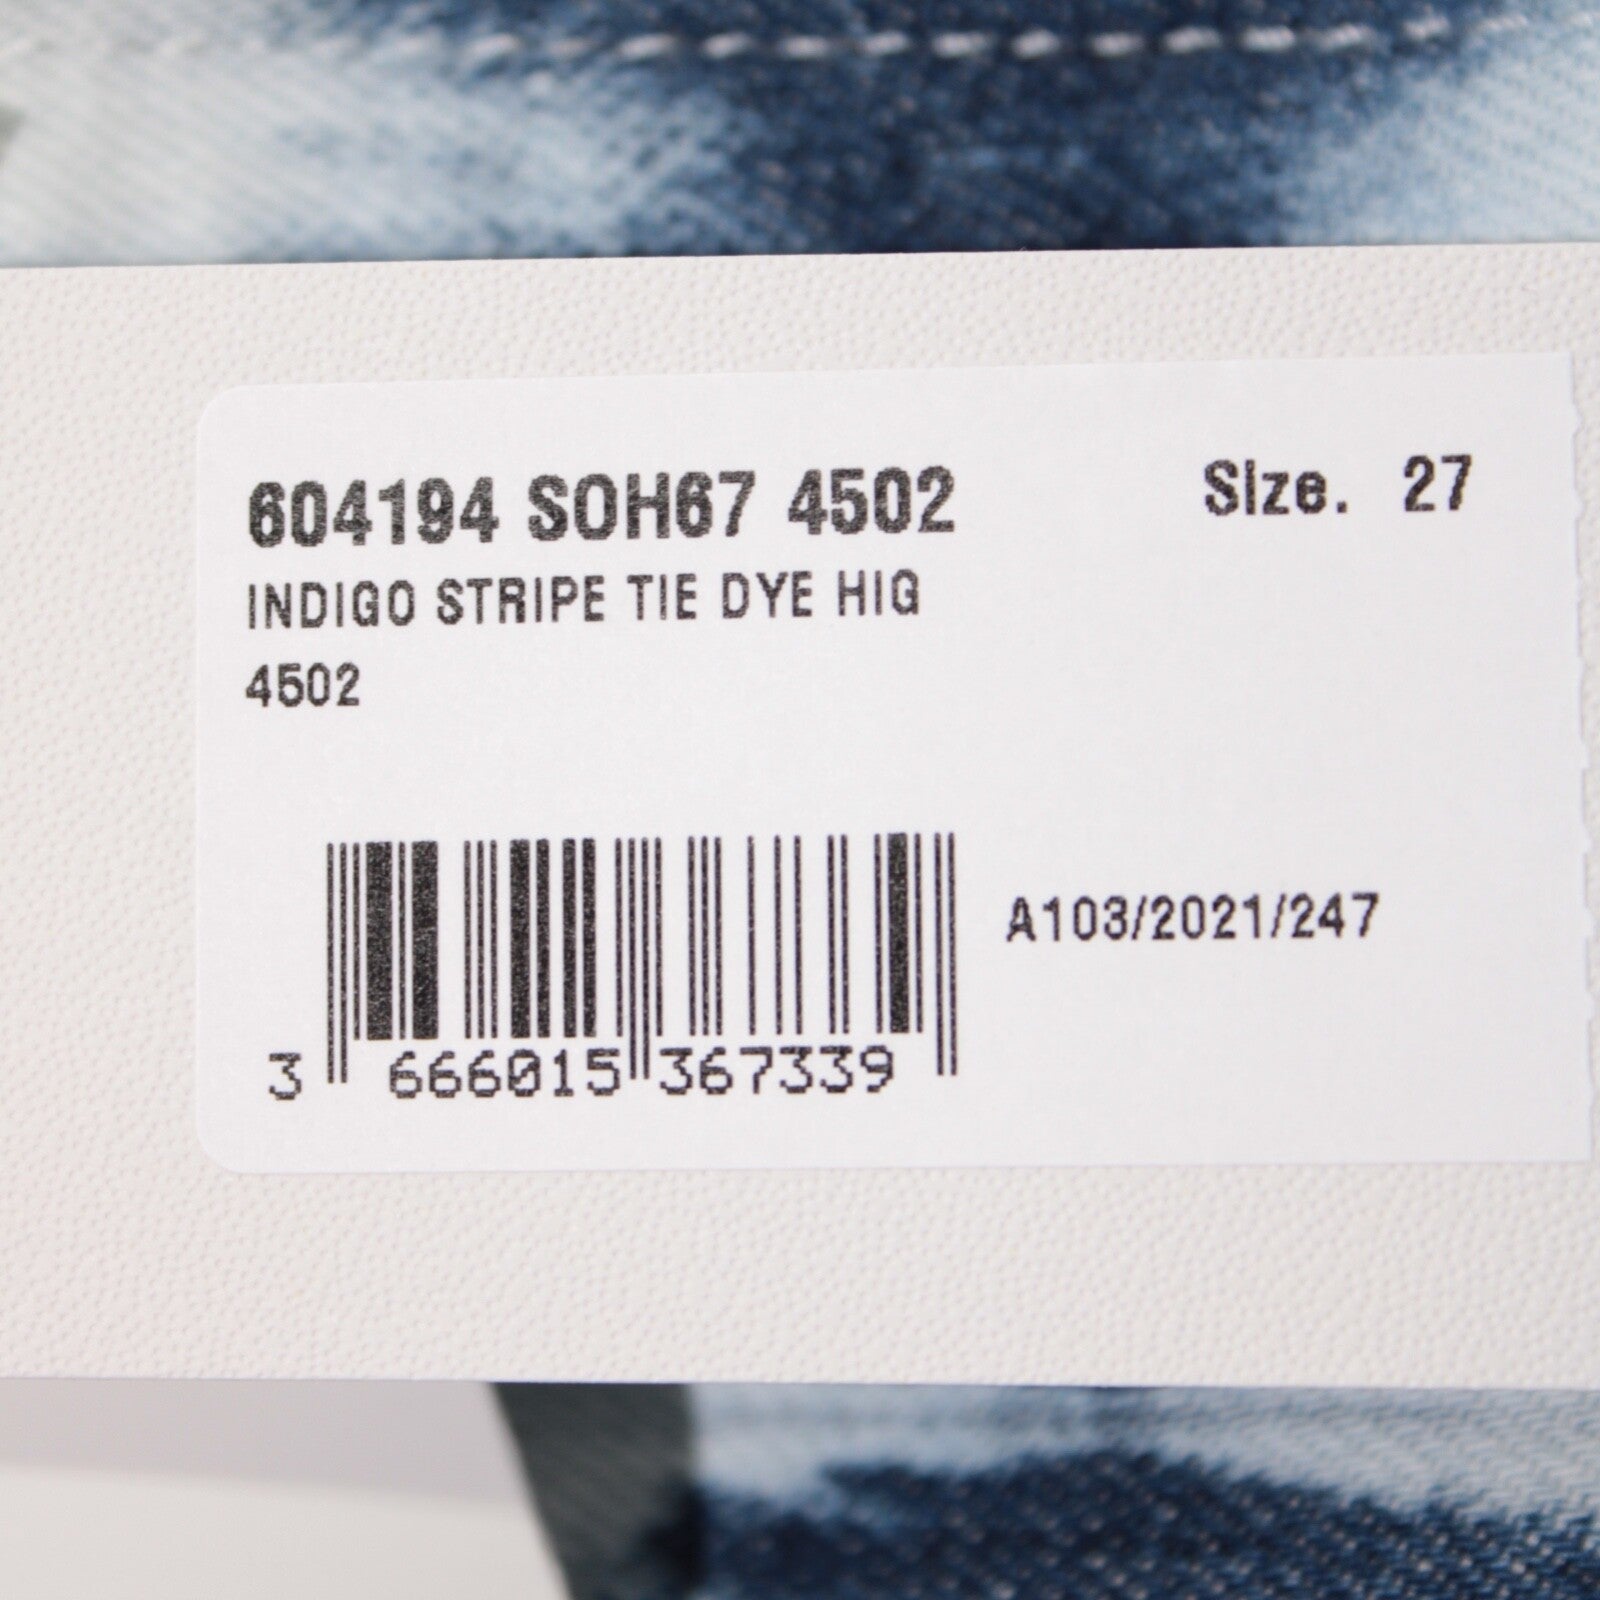 604194 SOH67 4502
Size. 27
INDIGO STRIPE TIE DYE HIG
4502
A103/2021/247
3 666015 367339